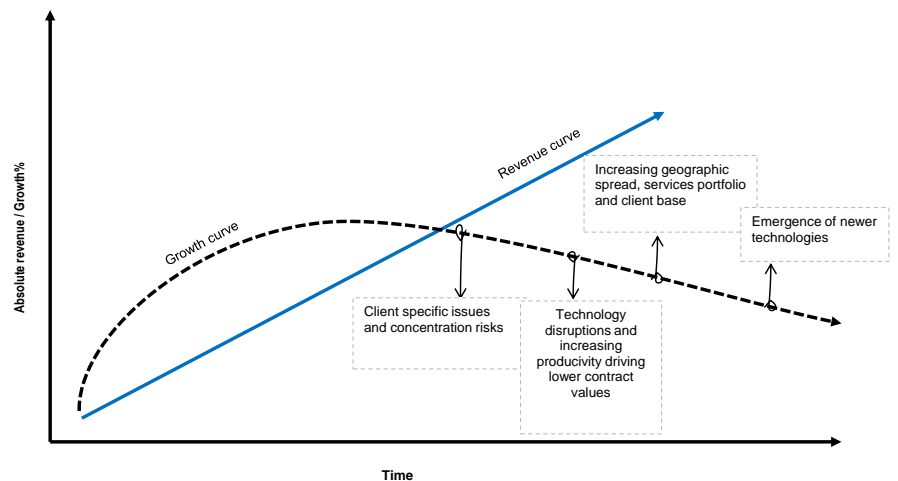 Absolute revenue / Growth%
Growth curve
Revenue curve
Increasing geographic
spread, services portfolio
and client base
Emergence of newer
technologies
Client specific issues
and concentration risks
Technology
disruptions and
increasing
producivity driving
lower contract
values
Time